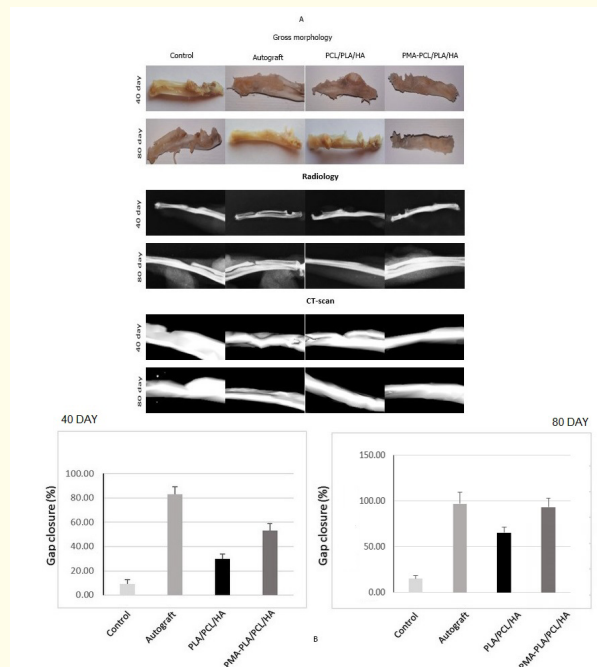 A
Gross morphology
Control Autograft PCL/PLA/HA PMA-PCL/PLA/HA
40 day
80 day
Radiology
40 day
80 day
CT-scan
40 day
80 day
40 DAY
Gap closure (%)
100.00
80.00
60.00
40.00
20.00
0.00
Control Autograft PLA/PCL/HA PMA-PLA/PCL/HA
80 DAY
Gap closure (%)
150.00
100.00
50.00
0.00
Control Autograft PLA/PCL/HA PMA-PLA/PCL/HA
B